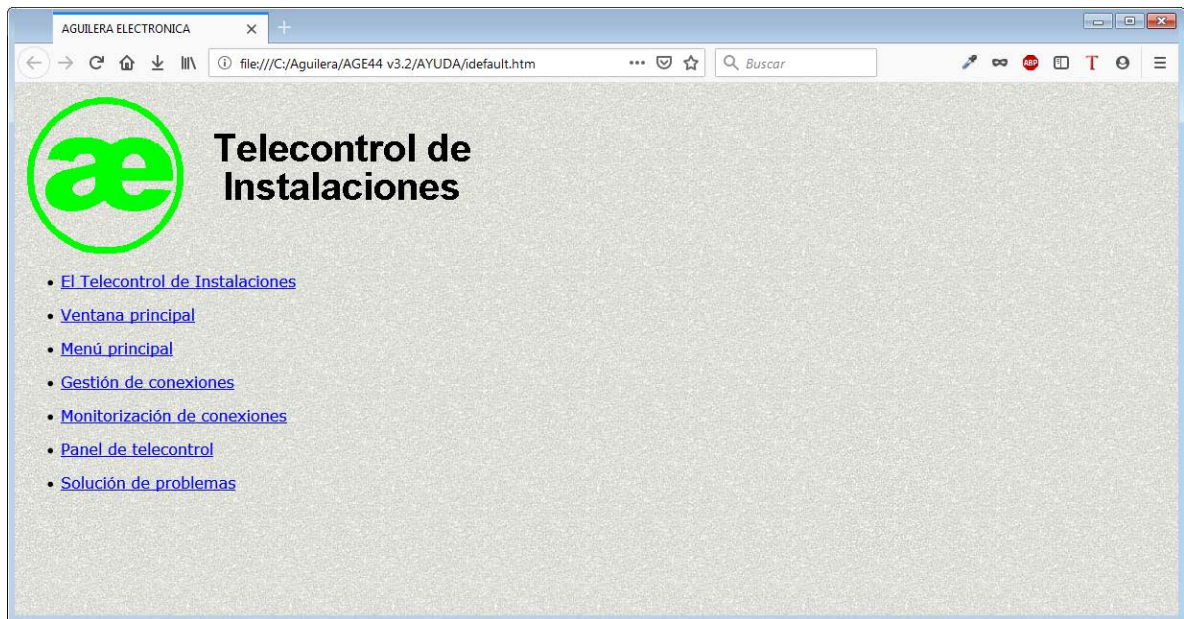 AGUILERA ELECTRONICA
file:///C:/Aguilera/AGE44 v3.2/AYUDA/idefault.htm
Buscar
ABP
T
æ
Telecontrol de
Instalaciones
• El Telecontrol de Instalaciones
• Ventana principal
• Menú principal
• Gestión de conexiones
• Monitorización de conexiones
• Panel de telecontrol
• Solución de problemas